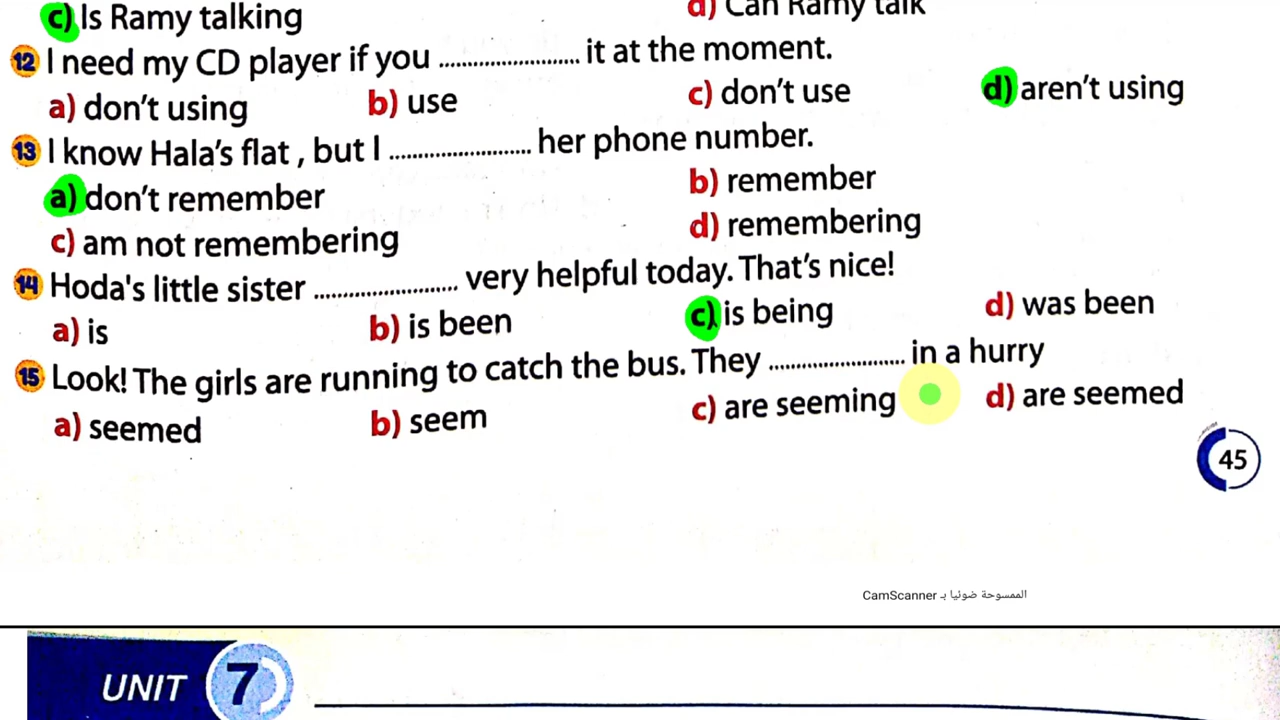 c) Is Ramy talking d) Can Ramy talk
12 I need my CD player if you ........................ it at the moment.
a) don't using b) use c) don't use d) aren't using
13 I know Hala's flat , but I ........................ her phone number.
a) don't remember b) remember
c) am not remembering d) remembering
14 Hoda's little sister ........................ very helpful today. That's nice!
a) is b) is been c) is being d) was been
15 Look! The girls are running to catch the bus. They ........................ in a hurry
a) seemed b) seem c) are seeming d) are seemed
45
الممسوحة ضوئيا بـ CamScanner
UNIT 7